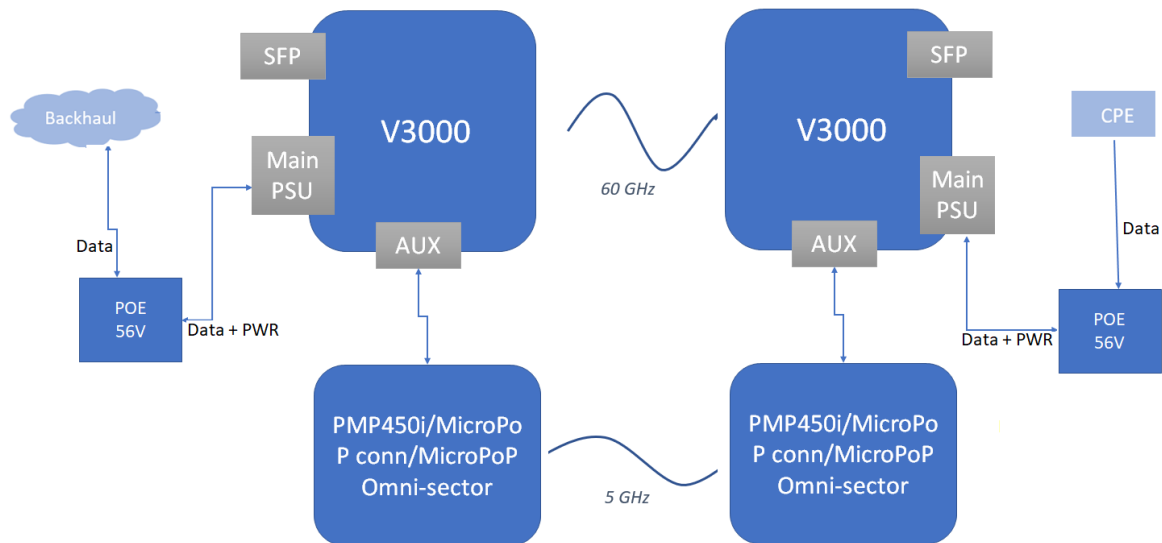 SFP
V3000
Main
PSU
AUX
Backhaul
Data
POE
56V
Data + PWR
60 GHz
SFP
V3000
Main
PSU
AUX
CPE
Data
POE
56V
Data + PWR
PMP450i/MicroPo
P conn/MicroPoP
Omni-sector
5 GHz
PMP450i/MicroPo
P conn/MicroPoP
Omni-sector